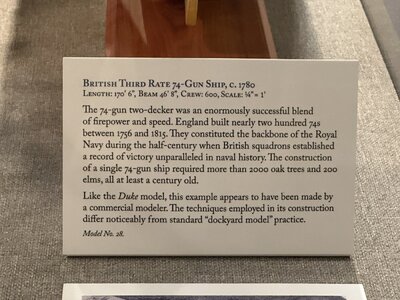 British Third Rate 74-Gun Ship, c. 1780
Length: 170' 6", Beam 46' 8", Crew: 600, Scale: ¼"= 1'
The 74-gun two-decker was an enormously successful blend
of firepower and speed. England built nearly two hundred 74s
between 1756 and 1815. They constituted the backbone of the Royal
Navy during the half-century when British squadrons established
a record of victory unparalleled in naval history. The construction
of a single 74-gun ship required more than 2000 oak trees and 200
elms, all at least a century old.
Like the Duke model, this example appears to have been made by
a commercial modeler. The techniques employed in its construction
differ noticeably from standard “dockyard model” practice.
Model No. 28.